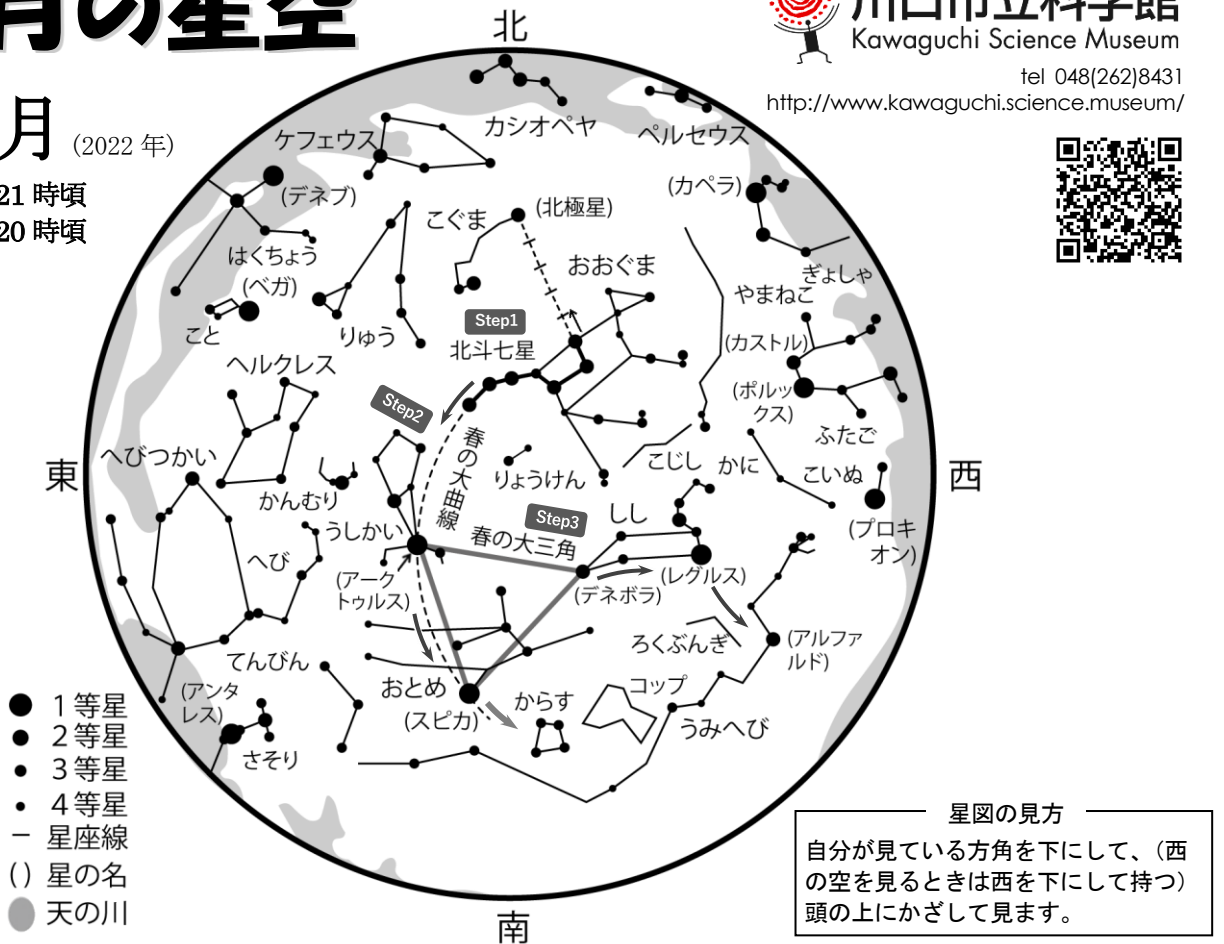 月の星空
川口市立科学館
Kawaguchi Science Museum
tel 048(262)8431
http://www.kawaguchi.science.museum/
月 (2022 年)
21 時頃
20 時頃
北
カシオペヤ
ペルセウス
ケフェウス
(デネブ)
(カペラ)
こぐま
(北極星)
はくちょう
(ベガ)
おおぐま
ぎょしゃ
やまねこ
こと
りゅう
Step1
北斗七星
(カストル)
ヘルクレス
(ポルッ
クス)
Step2
ふたご
東
へびつかい
春の大曲線
りょうけん
こじし
かに
こいぬ
西
かんむり
(プロキ
オン)
うしかい
Step3
しし
春の大三角
へび
(アーク
トゥルス)
(デネボラ)
(レグルス)
ろくぶんぎ
(アルファ
ルド)
てんびん
おとめ
(スピカ)
からす
コップ
うみへび
(アンタ
レス)
さそり
南
1等星
2等星
3等星
4等星
星座線
() 星の名
天の川
星図の見方
自分が見ている方角を下にして、（西
の空を見るときは西を下にして持つ）
頭の上にかざして見ます。